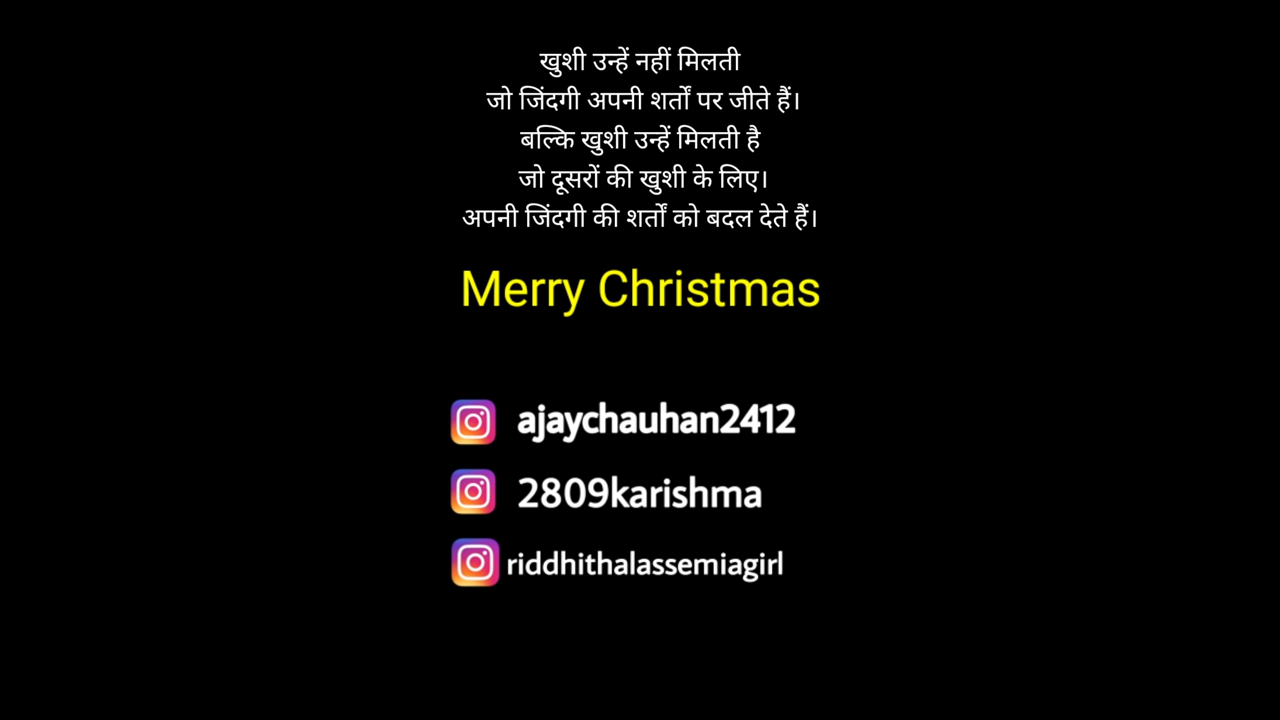 खुशी उन्हें नहीं मिलती
जो जिंदगी अपनी शर्तों पर जीते हैं।
बल्कि खुशी उन्हें मिलती है
जो दूसरों की खुशी के लिए।
अपनी जिंदगी की शर्तों को बदल देते हैं।
Merry Christmas
ajaychauhan2412
2809karishma
riddhithalassemiagirl